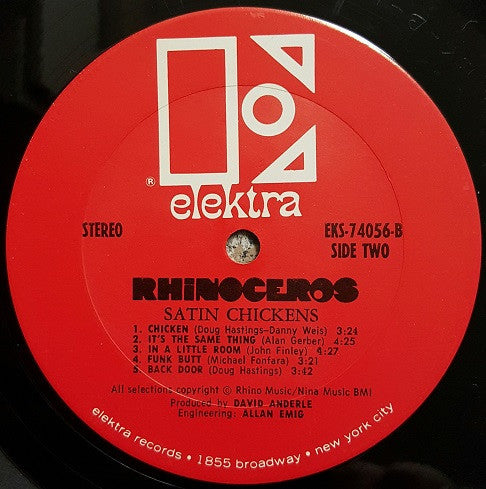 ®
elektra
STEREO
EKS-74056-B
SIDE TWO
RHINOCEROS
SATIN CHICKENS
1. CHICKEN (Doug Hastings-Danny Weis) 3:24
2. IT'S THE SAME THING (Alan Gerber) 4:25
3. IN A LITTLE ROOM (John Finley) 4:27
4. FUNK BUTT (Michael Fonfara) 3:21
5. BACK DOOR (Doug Hastings) 3:42
All selections copyright © Rhino Music/Nina Music BMI
Produced by DAVID ANDERLE
Engineering: ALLAN EMIG
elektra records • 1855 broadway • new york city